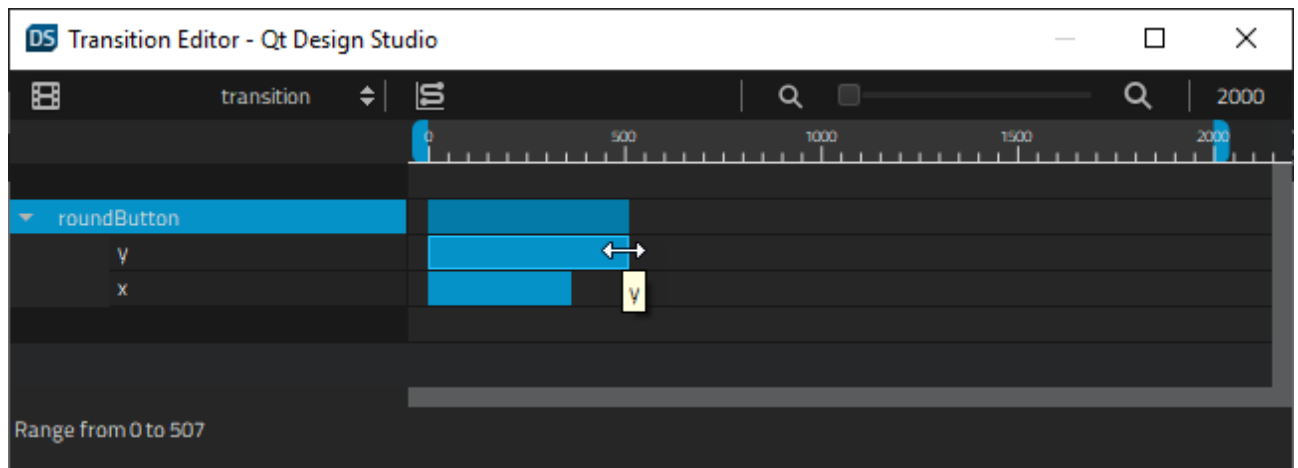 DS Transition Editor - Qt Design Studio
transition 2000
0 500 1000 1500 2000
roundButton
y
x
y
Range from 0 to 507